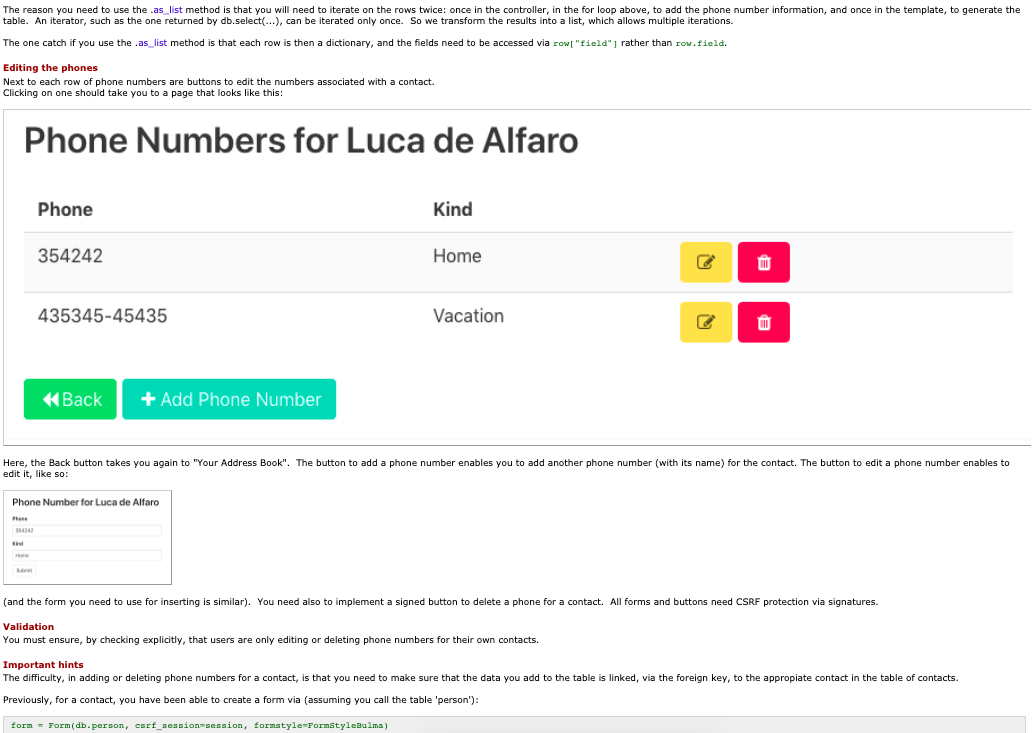 The reason you need to use the .as_list method is that you will need to iterate on the rows twice: once in the controller, in the for loop above, to add the phone number information, and once in the template, to generate the
table.  An iterator, such as the one returned by db.select(...), can be iterated only once.  So we transform the results into a list, which allows multiple iterations.
The one catch if you use the .as_list method is that each row is then a dictionary, and the fields need to be accessed via row["field"] rather than row.field.
Editing the phones
Next to each row of phone numbers are buttons to edit the numbers associated with a contact.
Clicking on one should take you to a page that looks like this:
Phone Numbers for Luca de Alfaro
Phone Kind
354242 Home
435345-45435 Vacation
Back Add Phone Number
Here, the Back button takes you again to "Your Address Book".  The button to add a phone number enables you to add another phone number (with its name) for the contact. The button to edit a phone number enables to
edit it, like so:
Phone Number for Luca de Alfaro
Phone
354242
Kind
Home
Submit
(and the form you need to use for inserting is similar).  You need also to implement a signed button to delete a phone for a contact.  All forms and buttons need CSRF protection via signatures.
Validation
You must ensure, by checking explicitly, that users are only editing or deleting phone numbers for their own contacts.
Important hints
The difficulty, in adding or deleting phone numbers for a contact, is that you need to make sure that the data you add to the table is linked, via the foreign key, to the appropiate contact in the table of contacts.
Previously, for a contact, you have been able to create a form via (assuming you call the table 'person'):
form = Form(db.person, csrf_session=session, formstyle=FormStyleBulma)